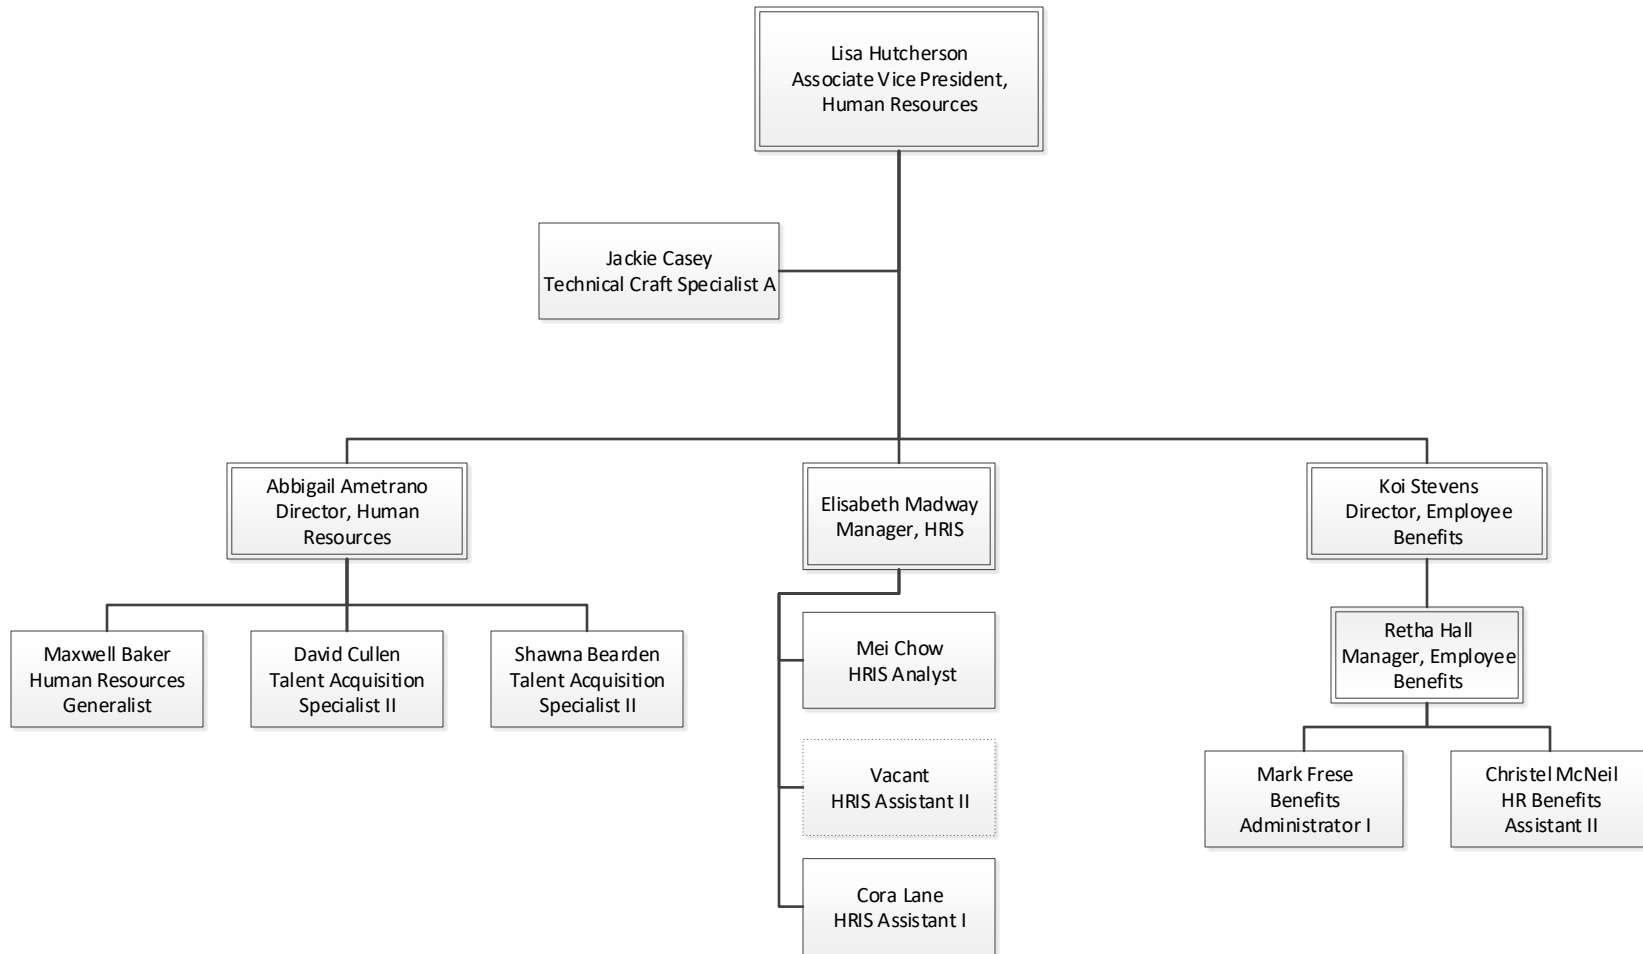 Lisa Hutcherson
Associate Vice President,
Human Resources
Jackie Casey
Technical Craft Specialist A
Abbigail Ametrano
Director, Human
Resources
Elisabeth Madway
Manager, HRIS
Koi Stevens
Director, Employee
Benefits
Maxwell Baker
Human Resources
Generalist
David Cullen
Talent Acquisition
Specialist II
Shawna Bearden
Talent Acquisition
Specialist II
Mei Chow
HRIS Analyst
Vacant
HRIS Assistant II
Cora Lane
HRIS Assistant I
Retha Hall
Manager, Employee
Benefits
Mark Frese
Benefits
Administrator I
Christel McNeil
HR Benefits
Assistant II